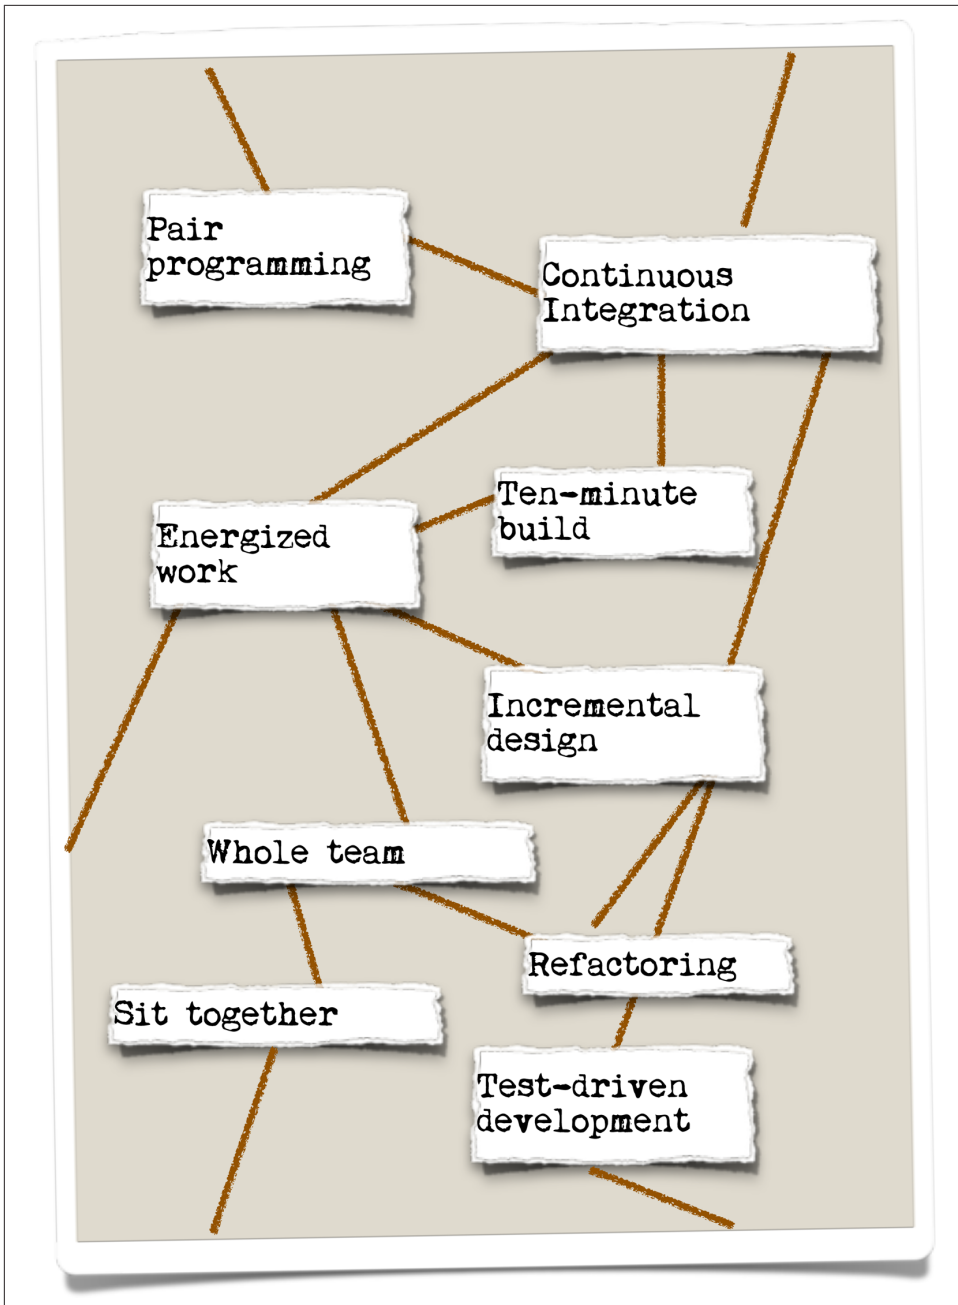 Pair
programming
Continuous
Integration
Ten-minute
build
Energized
work
Incremental
design
Whole team
Refactoring
Sit together
Test-driven
development